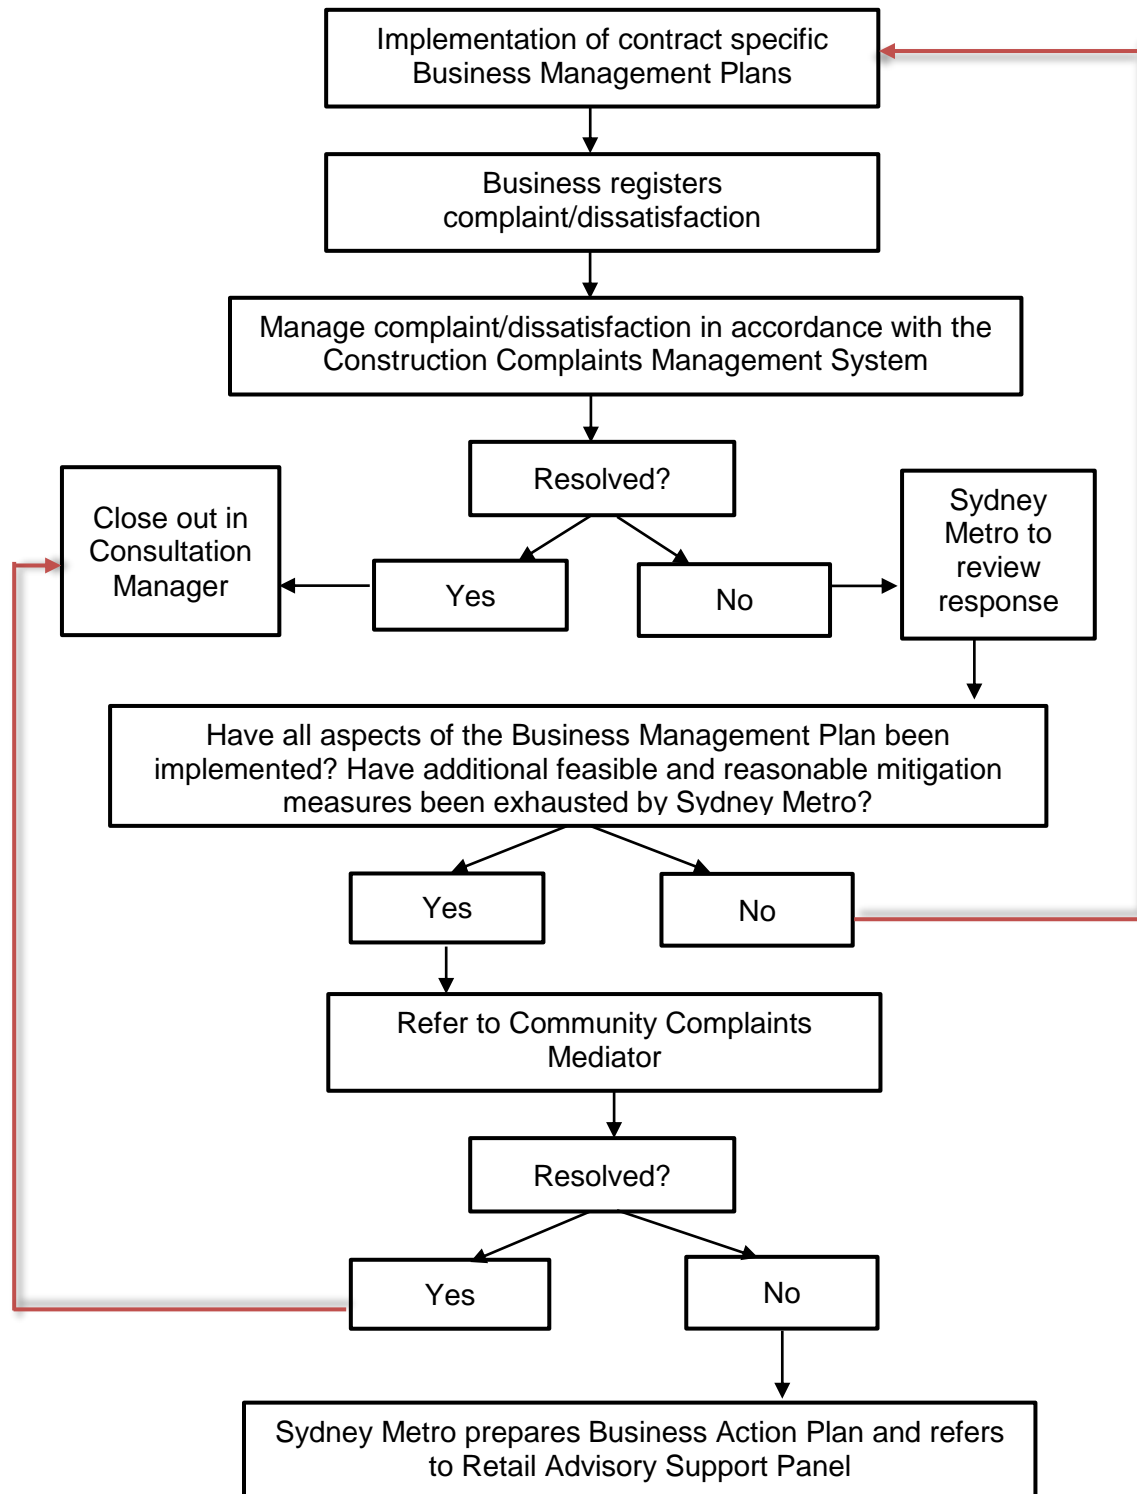 Implementation of contract specific
Business Management Plans
Business registers
complaint/dissatisfaction
Manage complaint/dissatisfaction in accordance with the
Construction Complaints Management System
Resolved?
Close out in
Consultation
Manager
Yes
No
Sydney
Metro to
review
response
Have all aspects of the Business Management Plan been
implemented? Have additional feasible and reasonable mitigation
measures been exhausted by Sydney Metro?
Yes
No
Refer to Community Complaints
Mediator
Resolved?
Yes
No
Sydney Metro prepares Business Action Plan and refers
to Retail Advisory Support Panel